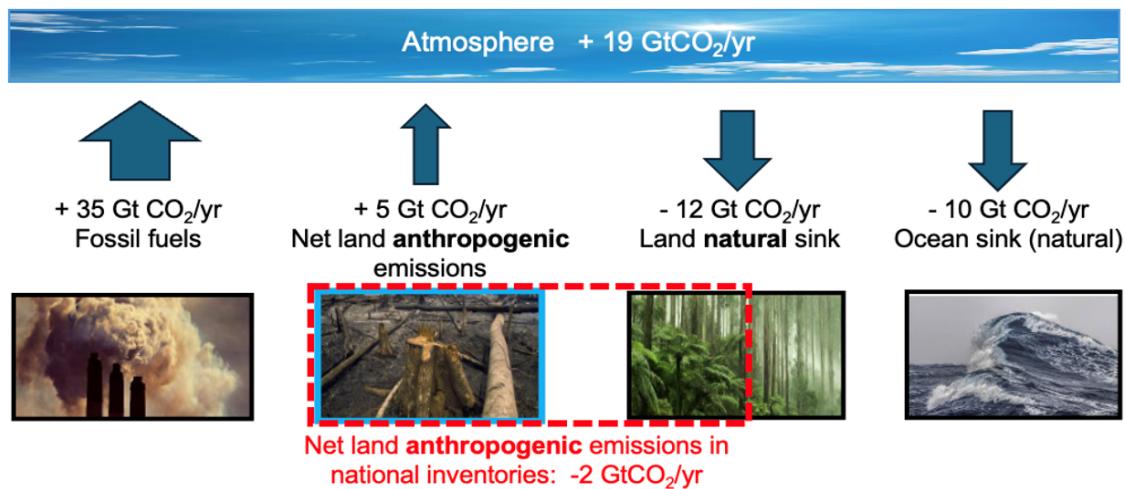 Atmosphere + 19 GtCO₂/yr
+ 35 Gt CO₂/yr
Fossil fuels
+ 5 Gt CO₂/yr
Net land anthropogenic
emissions
- 12 Gt CO₂/yr
Land natural sink
- 10 Gt CO₂/yr
Ocean sink (natural)
Net land anthropogenic emissions in
national inventories: -2 GtCO₂/yr